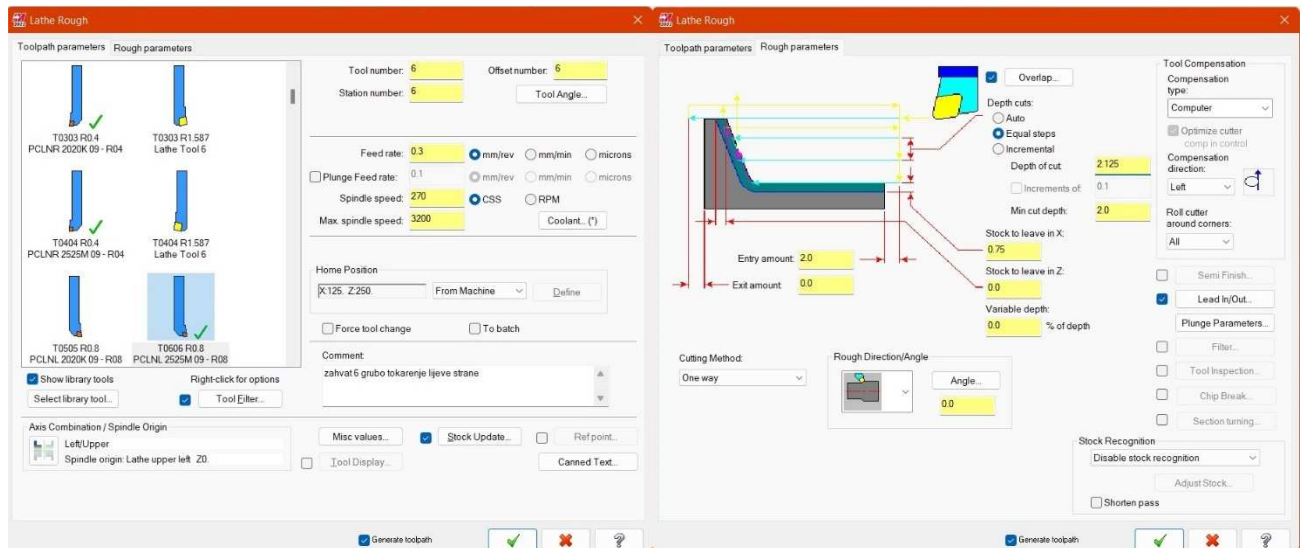 Lathe Rough
Toolpath parameters Rough parameters
T0303 R0.4
PCLNR 2020K 09 - R04
T0303 R1.587
Lathe Tool 6
T0404 R0.4
PCLNR 2525M 09 - R04
T0404 R1.587
Lathe Tool 6
T0505 R0.8
PCLNL 2020K 09 - R08
T0606 R0.8
PCLNL 2525M 09 - R08
Show library tools
Right-click for options
Select library tool...
Tool Filter...
Axis Combination / Spindle Origin
Left/Upper
Spindle origin: Lathe upper left Z0.
Tool number: 6
Offset number: 6
Station number: 6
Tool Angle...
Feed rate: 0.3 mm/rev mm/min microns
Plunge Feed rate: 0.1 mm/rev mm/min microns
Spindle speed: 270 CSS RPM
Max. spindle speed: 3200
Coolant.. (*)
Home Position
X:125. Z:250.
From Machine
Define
Force tool change
To batch
Comment:
zahvat 6 grubo tokarenje lijeve strane
Misc values...
Stock Update...
Ref point...
Tool Display...
Canned Text...
Generate toolpath
Lathe Rough
Toolpath parameters Rough parameters
Overlap...
Depth cuts:
Auto
Equal steps
Incremental
Depth of cut: 2.125
Increments of: 0.1
Min cut depth: 2.0
Stock to leave in X:
0.75
Stock to leave in Z:
0.0
Variable depth:
0.0 % of depth
Entry amount: 2.0
Exit amount: 0.0
Cutting Method:
One way
Rough Direction/Angle
Angle...
0.0
Tool Compensation
Compensation
type:
Computer
Optimize cutter
comp in control
Compensation
direction:
Left
Roll cutter
around corners:
All
Semi Finish...
Lead In/Out...
Plunge Parameters...
Filter...
Tool Inspection...
Chip Break...
Section turning...
Stock Recognition
Disable stock recognition
Adjust Stock...
Shorten pass
Generate toolpath